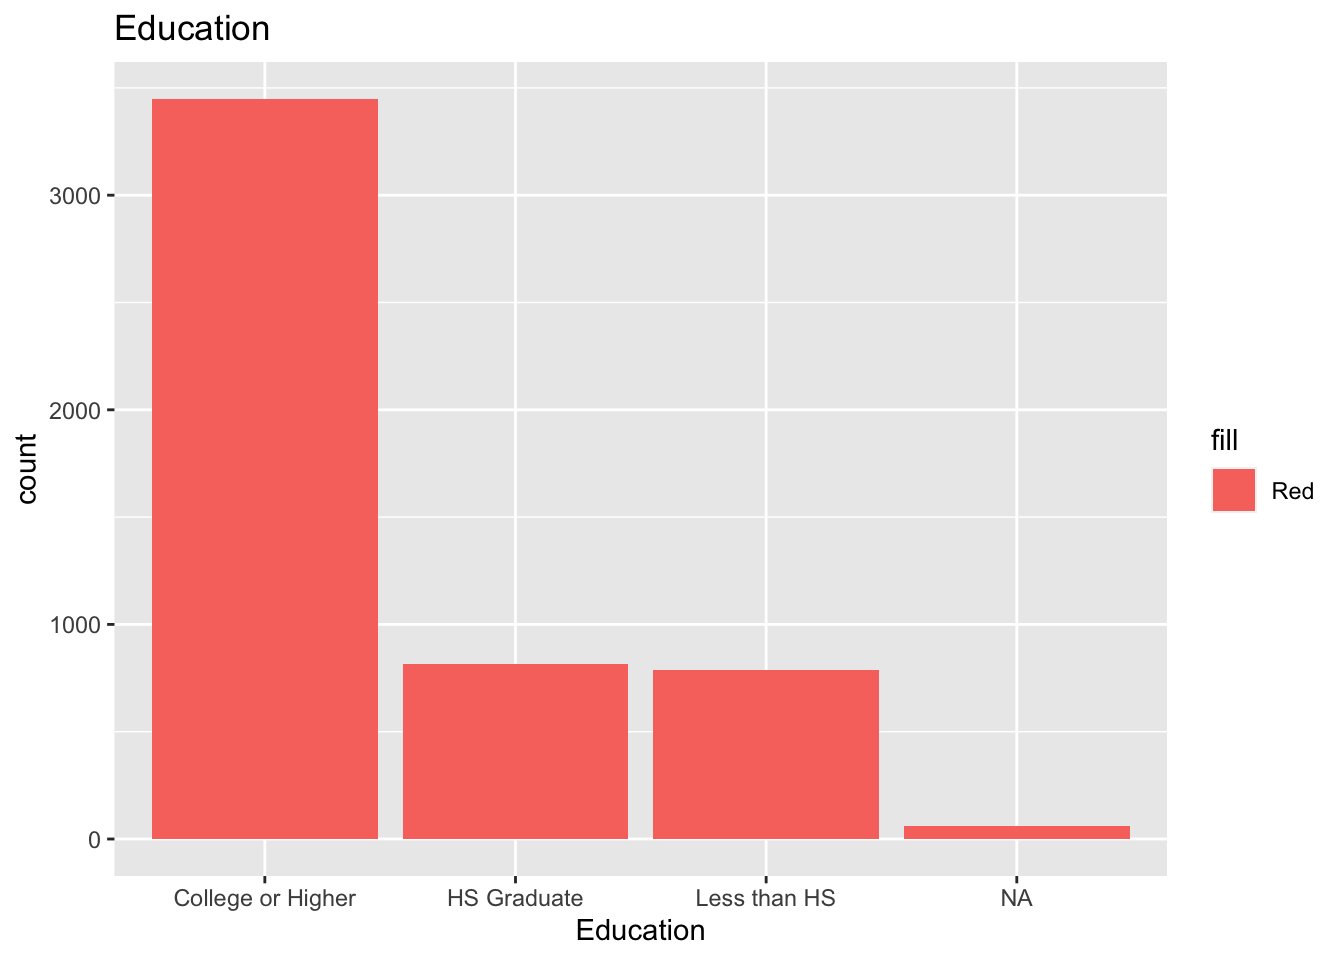 Education
count
3000
2000
1000
0
College or Higher
HS Graduate
Less than HS
NA
Education
fill
Red